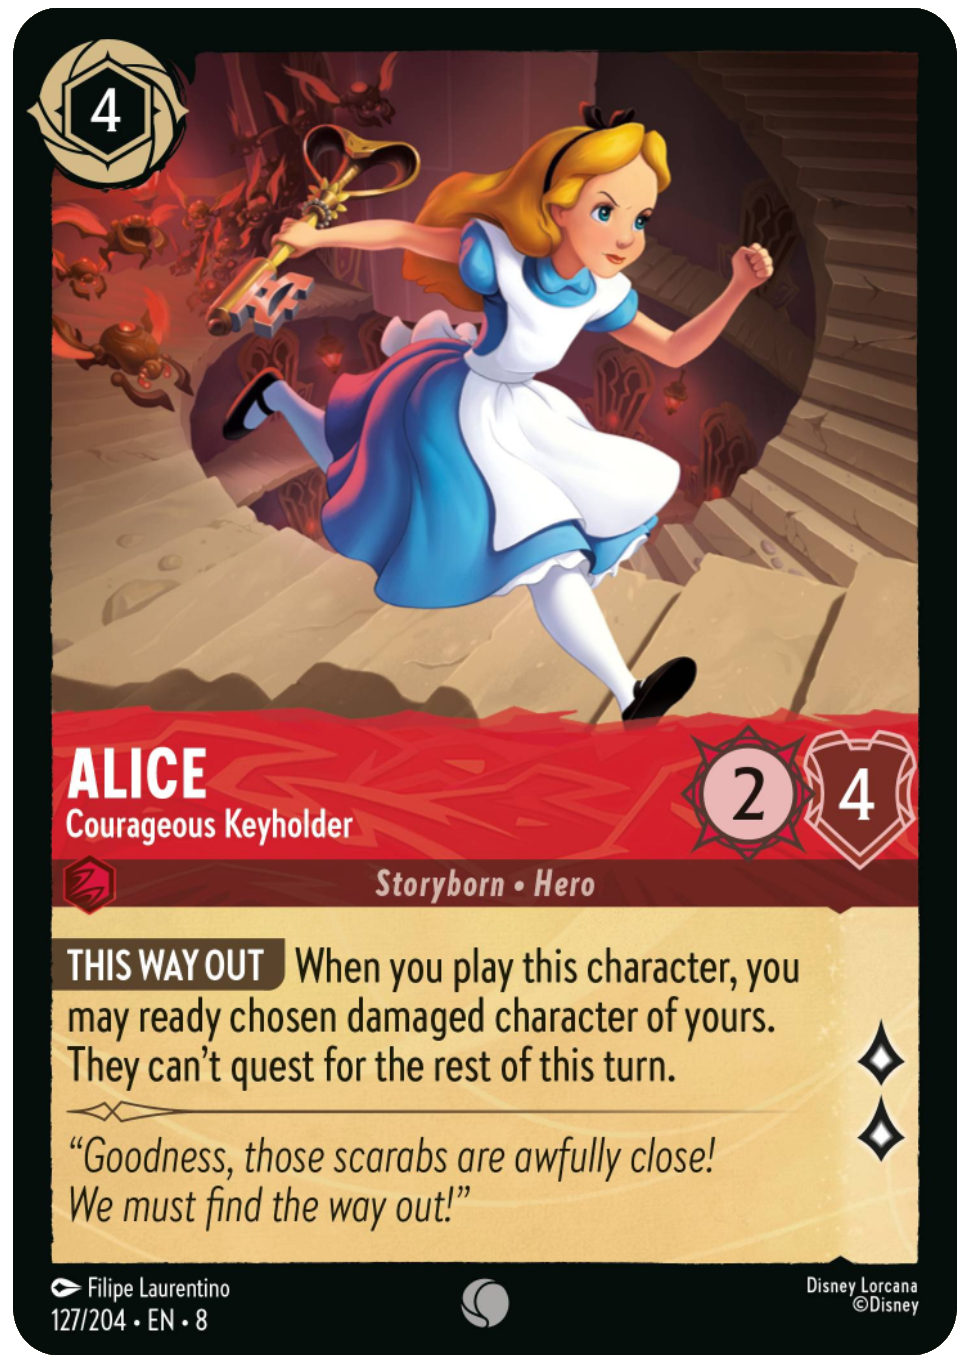 4
ALICE
Courageous Keyholder
2
4
Storyborn • Hero
THIS WAY OUT When you play this character, you
may ready chosen damaged character of yours.
They can't quest for the rest of this turn.
“Goodness, those scarabs are awfully close!
We must find the way out!”
Filipe Laurentino
127/204 • EN • 8
Disney Lorcana
©Disney